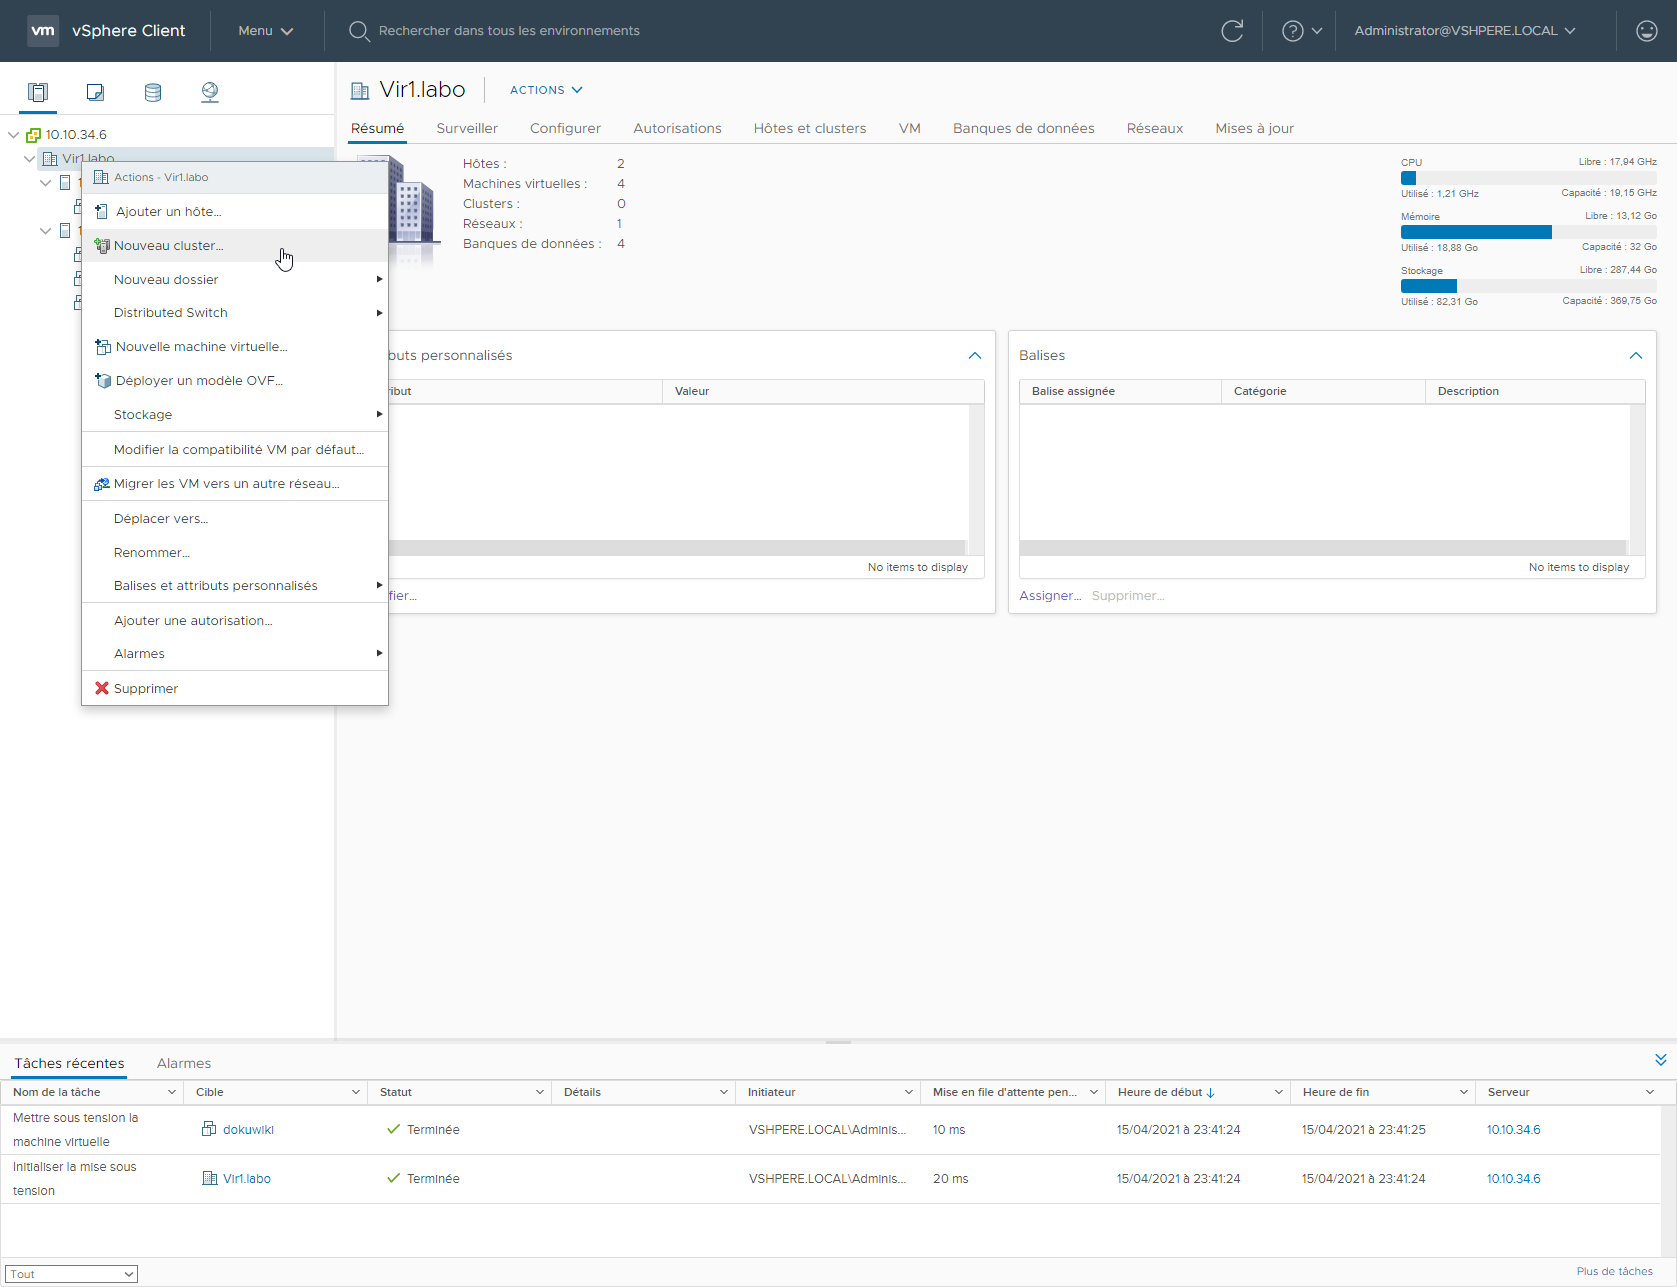 vm vSphere Client Menu Rechercher dans tous les environnements Administrator@VSHPERE.LOCAL
10.10.34.6
Vir1.labo
Actions - Vir1.labo
Ajouter un hôte...
Nouveau cluster...
Nouveau dossier
Distributed Switch
Nouvelle machine virtuelle...
Déployer un modèle OVF...
Stockage
Modifier la compatibilité VM par défaut...
Migrer les VM vers un autre réseau...
Déplacer vers...
Renommer...
Balises et attributs personnalisés
Ajouter une autorisation...
Alarmes
Supprimer
Vir1.labo ACTIONS
Résumé Surveiller Configurer Autorisations Hôtes et clusters VM Banques de données Réseaux Mises à jour
Hôtes : 2
Machines virtuelles : 4
Clusters : 0
Réseaux : 1
Banques de données : 4
CPU Libre : 17,94 GHz
Utilisé : 1,21 GHz Capacité : 19,15 GHz
Mémoire Libre : 13,12 Go
Utilisé : 18,88 Go Capacité : 32 Go
Stockage Libre : 287,44 Go
Utilisé : 82,31 Go Capacité : 369,75 Go
buts personnalisés
ibut Valeur
No items to display
fier...
Balises
Balise assignée Catégorie Description
No items to display
Assigner... Supprimer...
Tâches récentes Alarmes
Nom de la tâche Cible Statut Détails Initiateur Mise en file d'attente pen... Heure de début Heure de fin Serveur
Mettre sous tension la machine virtuelle dokuwiki Terminée VSHPERE.LOCAL\Adminis... 10 ms 15/04/2021 à 23:41:24 15/04/2021 à 23:41:25 10.10.34.6
Initialiser la mise sous tension Vir1.labo Terminée VSHPERE.LOCAL\Adminis... 20 ms 15/04/2021 à 23:41:24 15/04/2021 à 23:41:24 10.10.34.6
Tout Plus de tâches